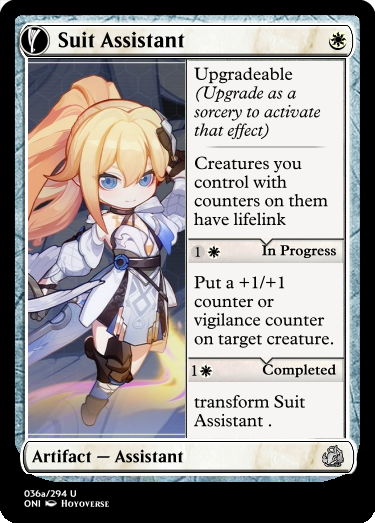 Suit Assistant
Upgradeable
(Upgrade as a
sorcery to activate
that effect)
Creatures you
control with
counters on them
have lifelink
1 In Progress
Put a +1/+1
counter or
vigilance counter
on target creature.
1 Completed
transform Suit
Assistant .
Artifact — Assistant
036a/294 U
ONI Hoyoverse